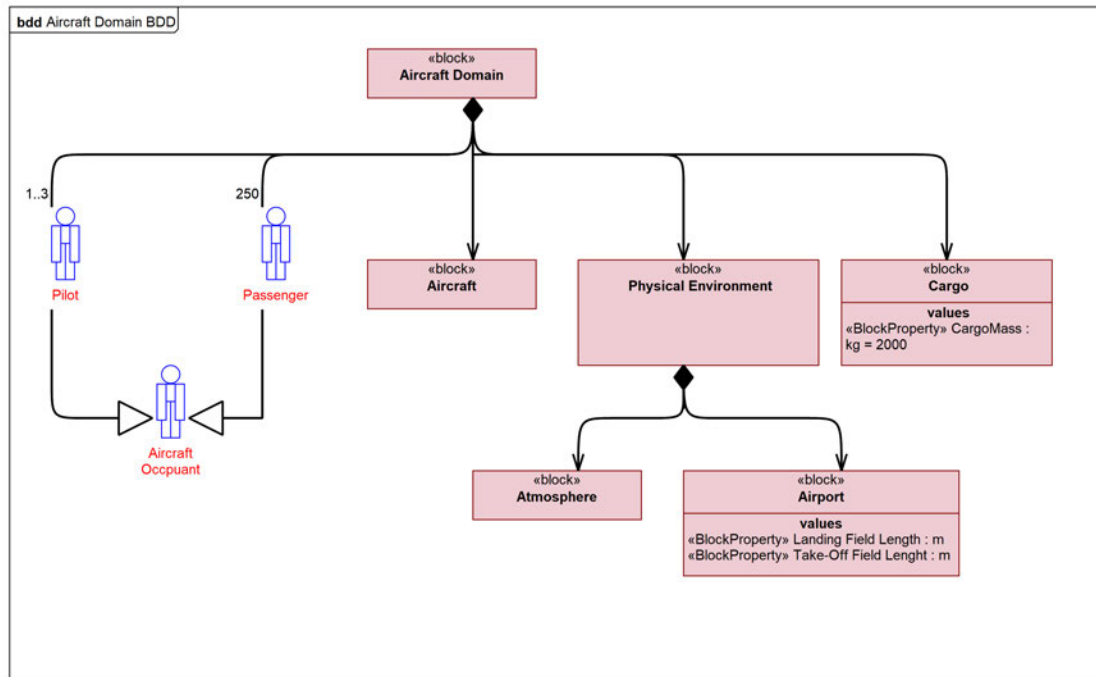 bdd Aircraft Domain BDD
«block»
Aircraft Domain
1..3
250
Pilot
Passenger
«block»
Aircraft
«block»
Physical Environment
«block»
Cargo
values
«BlockProperty» CargoMass :
kg = 2000
Aircraft
Occpuant
«block»
Atmosphere
«block»
Airport
values
«BlockProperty» Landing Field Length : m
«BlockProperty» Take-Off Field Lenght : m